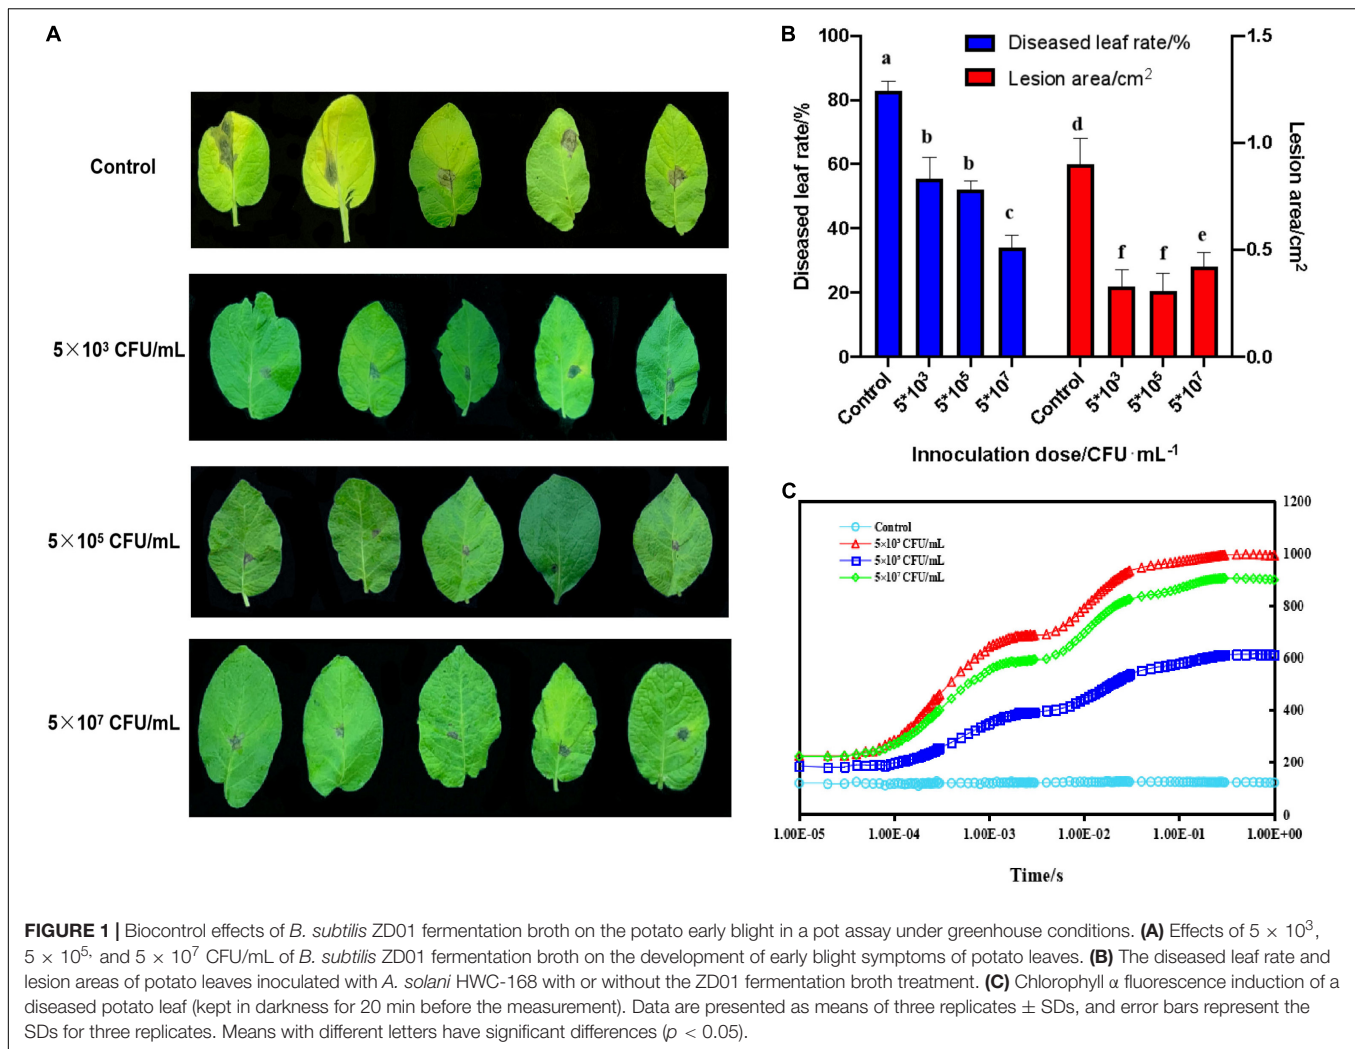 A
Control
5×10³ CFU/mL
5×10⁵ CFU/mL
5×10⁷ CFU/mL
B
Diseased leaf rate/%
Lesion area/cm²
100
80
60
40
20
0
Diseased leaf rate/%
1.5
1.0
0.5
0.0
Lesion area/cm²
a
b
b
c
d
f
f
e
Control
5*10³
5*10⁵
5*10⁷
Control
5*10³
5*10⁵
5*10⁷
Innoculation dose/CFU·mL⁻¹
C
Control
5×10³ CFU/mL
5×10⁵ CFU/mL
5×10⁷ CFU/mL
1200
1000
800
600
400
200
0
1.00E-05 1.00E-04 1.00E-03 1.00E-02 1.00E-01 1.00E+00
Time/s
FIGURE 1 | Biocontrol effects of B. subtilis ZD01 fermentation broth on the potato early blight in a pot assay under greenhouse conditions. (A) Effects of 5 × 10³,
5 × 10⁵, and 5 × 10⁷ CFU/mL of B. subtilis ZD01 fermentation broth on the development of early blight symptoms of potato leaves. (B) The diseased leaf rate and
lesion areas of potato leaves inoculated with A. solani HWC-168 with or without the ZD01 fermentation broth treatment. (C) Chlorophyll α fluorescence induction of a
diseased potato leaf (kept in darkness for 20 min before the measurement). Data are presented as means of three replicates ± SDs, and error bars represent the
SDs for three replicates. Means with different letters have significant differences (p < 0.05).